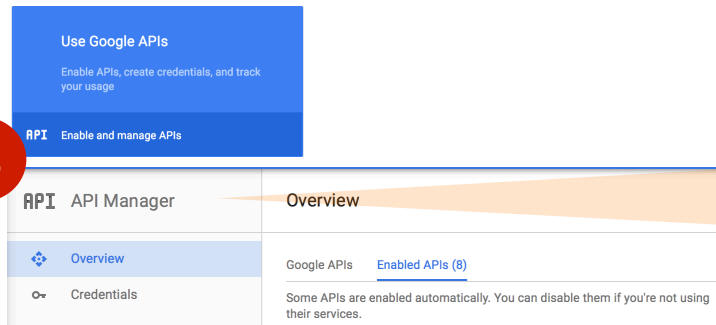 Use Google APIs
Enable APIs, create credentials, and track
your usage
API Enable and manage APIs
API API Manager
Overview
Overview
Credentials
Google APIs Enabled APIs (8)
Some APIs are enabled automatically. You can disable them if you're not using
their services.